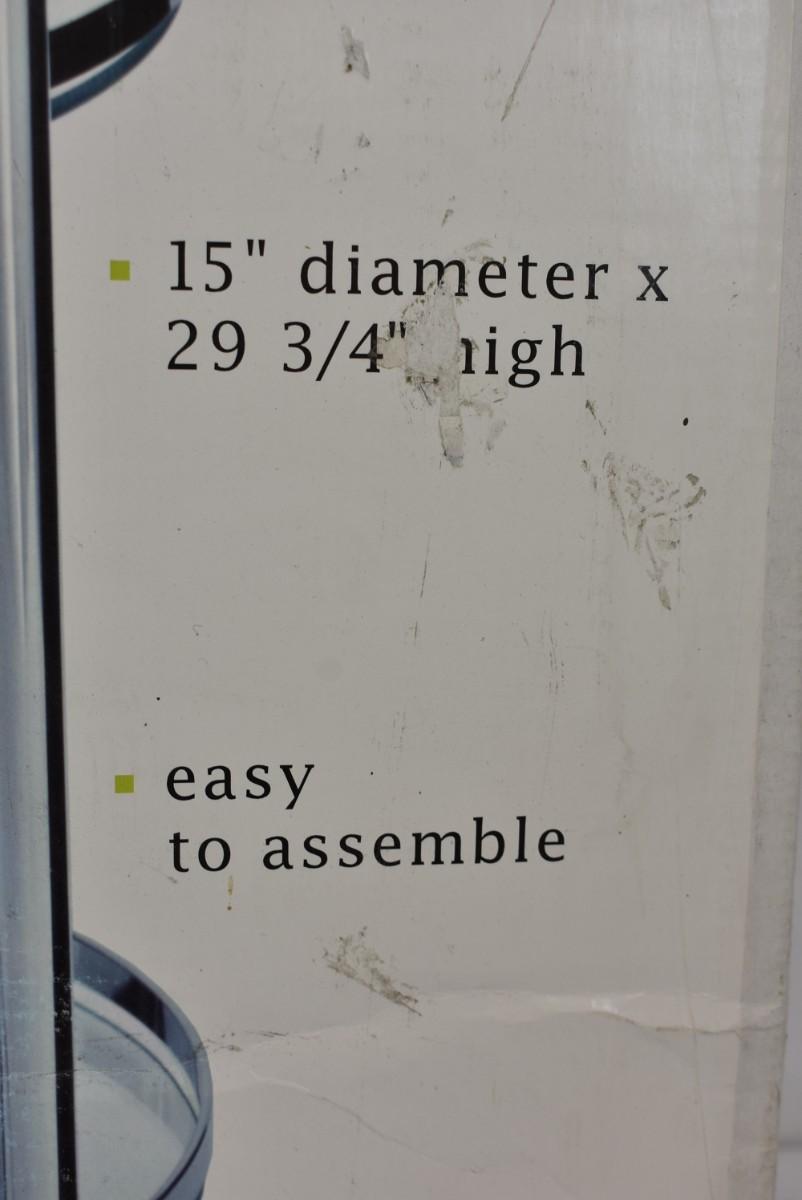 15" diameter x
29 3/4" high
easy
to assemble